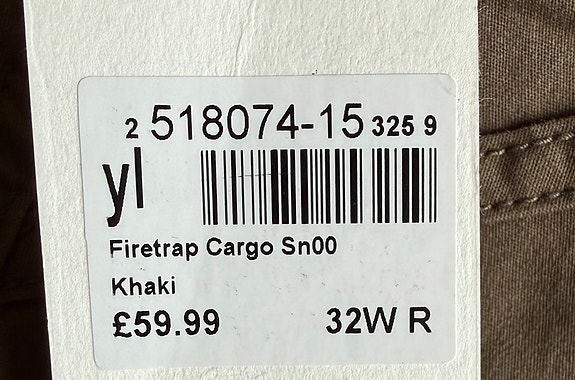 2 518074-15 325 9
yl
Firetrap Cargo Sn00
Khaki
£59.99 32W R